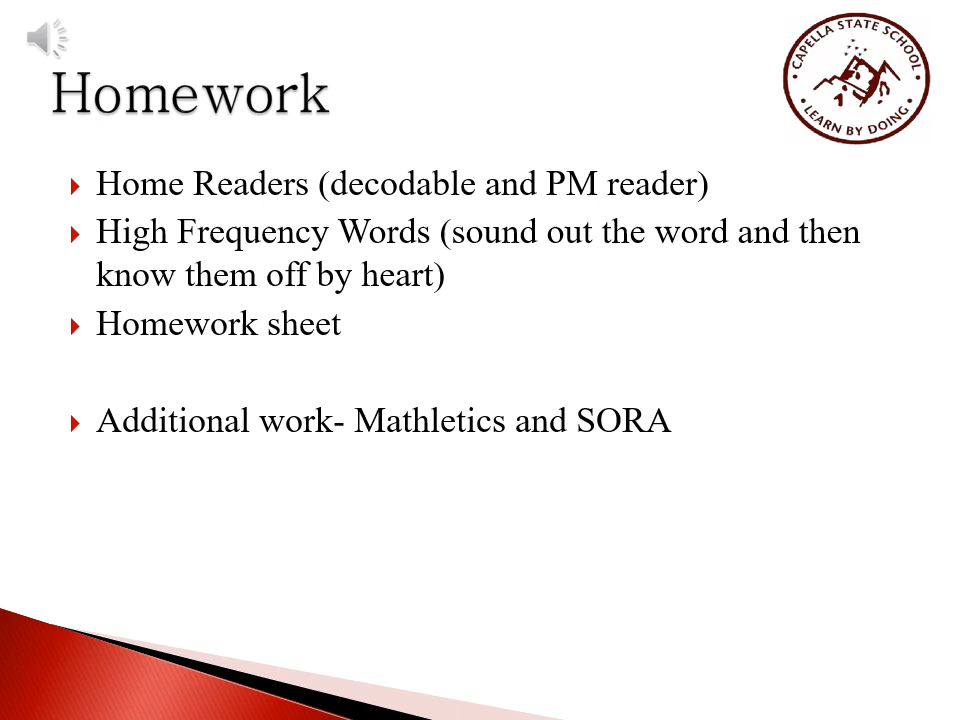 CAPELLA STATE SCHOOL
LEARN BY DOING
Homework
Home Readers (decodable and PM reader)
High Frequency Words (sound out the word and then
know them off by heart)
Homework sheet
Additional work- Mathletics and SORA